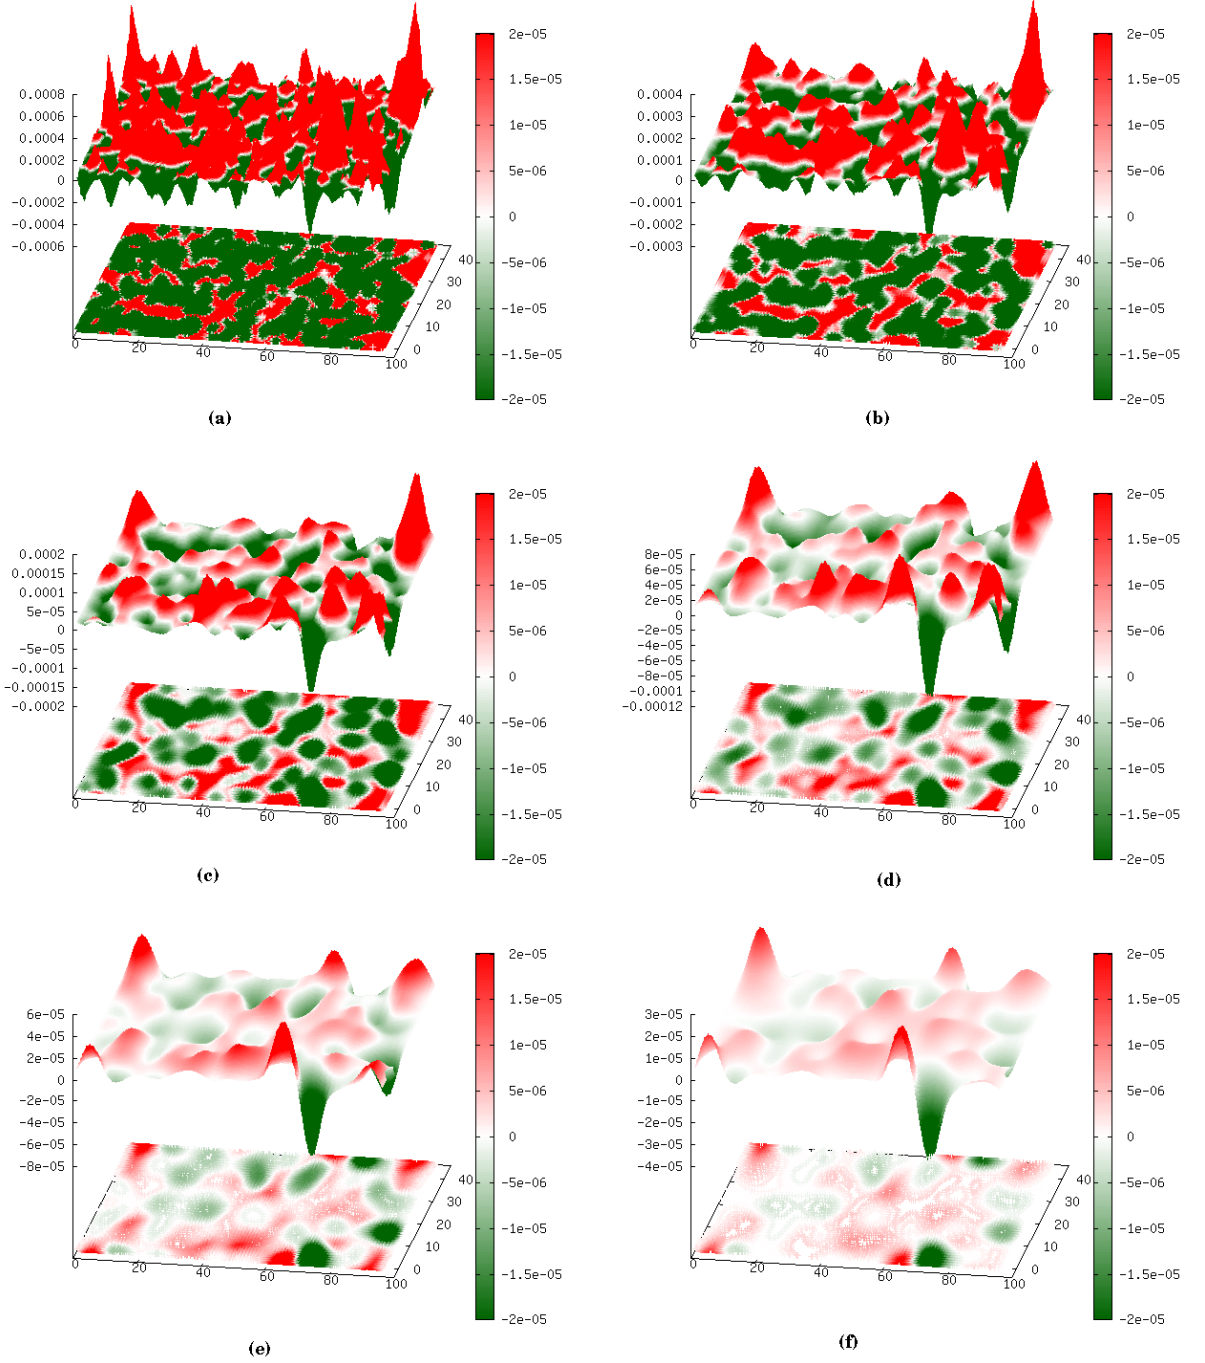 0.0008
0.0006
0.0004
0.0002
0
-0.0002
-0.0004
-0.0006
0
20
40
60
80
100
0
10
20
30
40
2e-05
1.5e-05
1e-05
5e-06
0
-5e-06
-1e-05
-1.5e-05
-2e-05
(a)
0.0004
0.0003
0.0002
0.0001
0
-0.0001
-0.0002
-0.0003
0
20
40
60
80
100
0
10
20
30
40
2e-05
1.5e-05
1e-05
5e-06
0
-5e-06
-1e-05
-1.5e-05
-2e-05
(b)
0.0002
0.00015
0.0001
5e-05
0
-5e-05
-0.0001
-0.00015
-0.0002
0
20
40
60
80
100
0
10
20
30
40
2e-05
1.5e-05
1e-05
5e-06
0
-5e-06
-1e-05
-1.5e-05
-2e-05
(c)
8e-05
6e-05
4e-05
2e-05
0
-2e-05
-4e-05
-6e-05
-8e-05
-0.0001
-0.00012
0
20
40
60
80
100
0
10
20
30
40
2e-05
1.5e-05
1e-05
5e-06
0
-5e-06
-1e-05
-1.5e-05
-2e-05
(d)
6e-05
4e-05
2e-05
0
-2e-05
-4e-05
-6e-05
-8e-05
0
20
40
60
80
100
0
10
20
30
40
2e-05
1.5e-05
1e-05
5e-06
0
-5e-06
-1e-05
-1.5e-05
-2e-05
(e)
3e-05
2e-05
1e-05
0
-1e-05
-2e-05
-3e-05
-4e-05
0
20
40
60
80
100
0
10
20
30
40
2e-05
1.5e-05
1e-05
5e-06
0
-5e-06
-1e-05
-1.5e-05
-2e-05
(f)